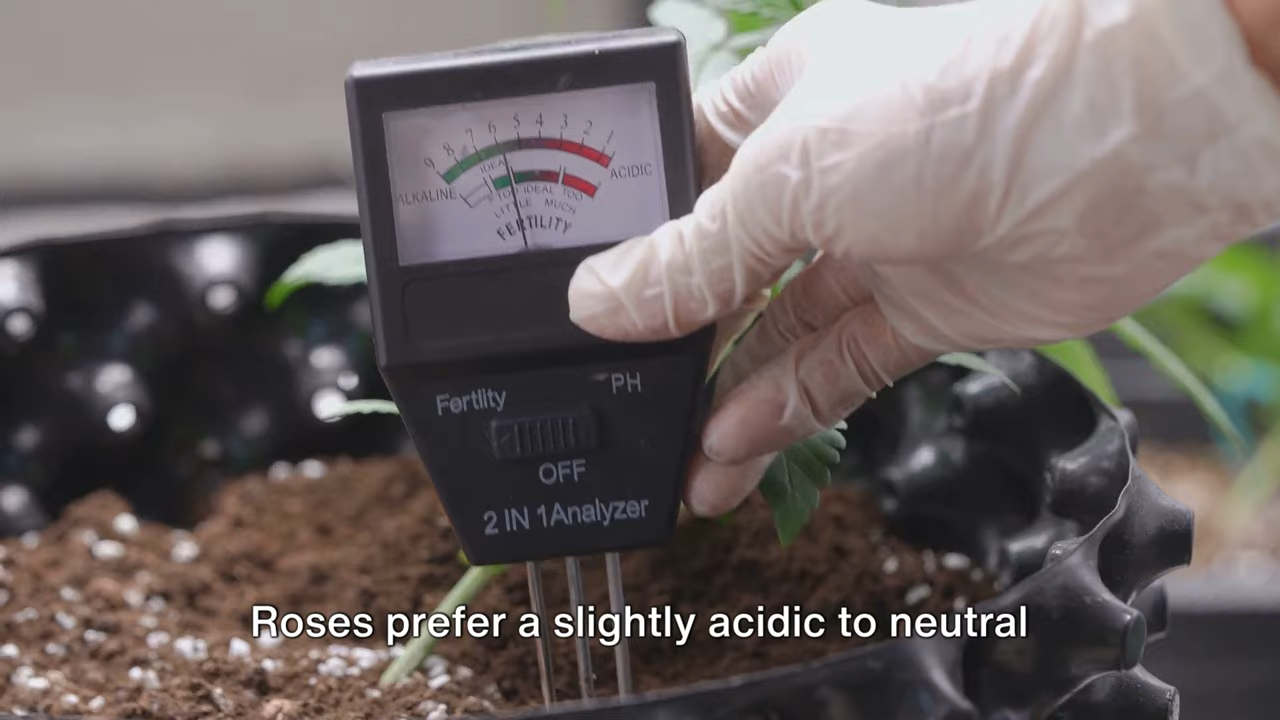 9 8 7 6 5 4 3 2 1
IDEAL
ALKALINE ACIDIC
TOO IDEAL TOO
LITTLE MUCH
FERTILITY
Fertlity PH
OFF
2 IN 1Analyzer
Roses prefer a slightly acidic to neutral